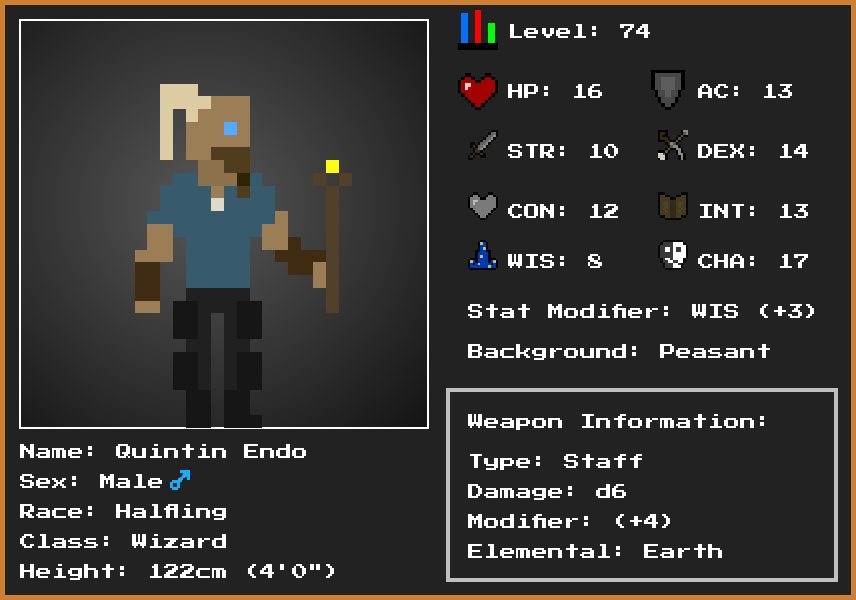 Level: 74
HP: 16 AC: 13
STR: 10 DEX: 14
CON: 12 INT: 13
WIS: 8 CHA: 17
Stat Modifier: WIS (+3)
Background: Peasant
Weapon Information:
Type: Staff
Damage: d6
Modifier: (+4)
Elemental: Earth
Name: Quintin Endo
Sex: Male ♂
Race: Halfling
Class: Wizard
Height: 122cm (4'0")